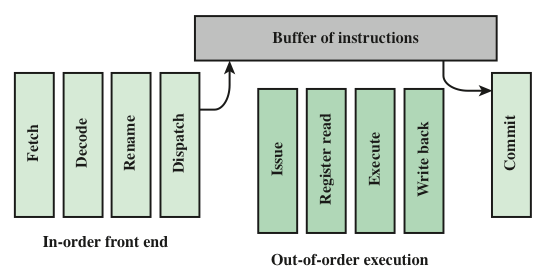 Buffer of instructions
Fetch
Decode
Rename
Dispatch
Issue
Register read
Execute
Write back
Commit
In-order front end
Out-of-order execution